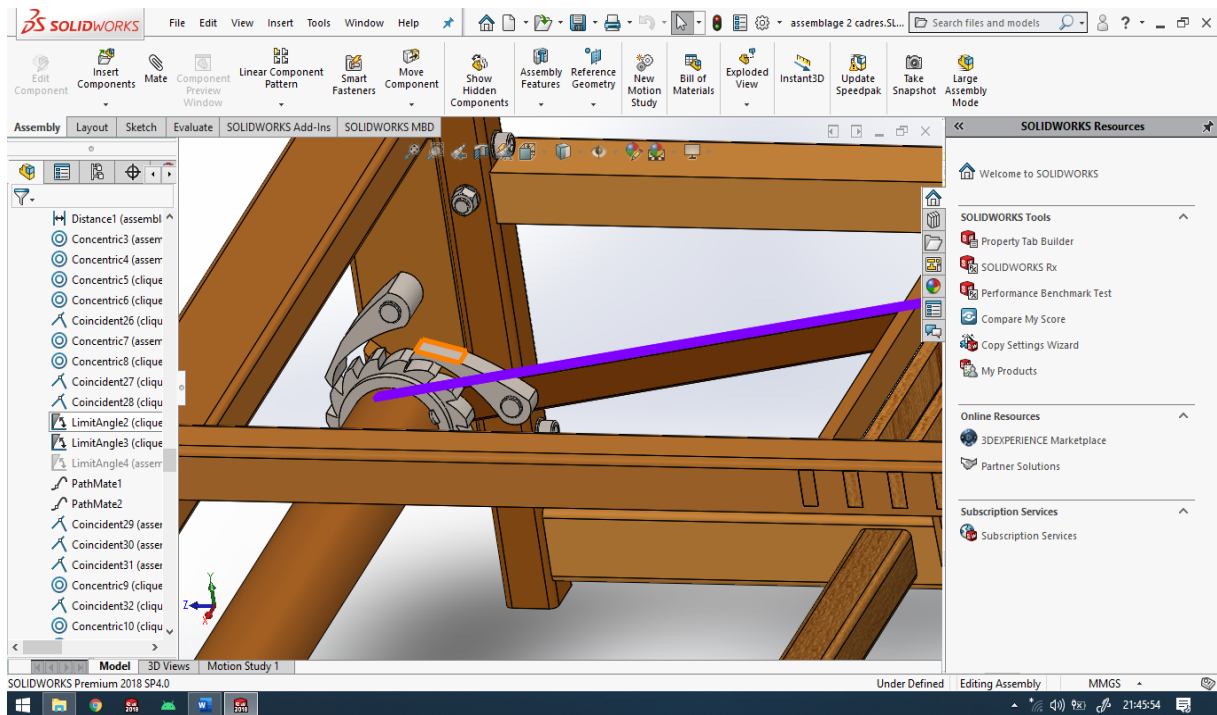 SOLIDWORKS File Edit View Insert Tools Window Help assemblage 2 cadres.SL... Search files and models
Edit Component
Insert Components
Mate
Component Preview Window
Linear Component Pattern
Smart Fasteners
Move Component
Show Hidden Components
Assembly Features
Reference Geometry
New Motion Study
Bill of Materials
Exploded View
Instant3D
Update Speedpak
Take Snapshot
Large Assembly Mode
Assembly Layout Sketch Evaluate SOLIDWORKS Add-Ins SOLIDWORKS MBD
Distance1 (assembl
Concentric3 (assem
Concentric4 (assem
Concentric5 (clique
Concentric6 (clique
Coincident26 (cliqu
Concentric7 (assem
Concentric8 (clique
Coincident27 (cliqu
Coincident28 (cliqu
LimitAngle2 (clique
LimitAngle3 (clique
LimitAngle4 (assem
PathMate1
PathMate2
Coincident29 (asser
Coincident30 (asser
Coincident31 (asser
Concentric9 (clique
Coincident32 (cliqu
Concentric10 (cliqu
Y
Z
X
SOLIDWORKS Resources
Welcome to SOLIDWORKS
SOLIDWORKS Tools
Property Tab Builder
SOLIDWORKS Rx
Performance Benchmark Test
Compare My Score
Copy Settings Wizard
My Products
Online Resources
3DEXPERIENCE Marketplace
Partner Solutions
Subscription Services
Subscription Services
Model 3D Views Motion Study 1
SOLIDWORKS Premium 2018 SP4.0 Under Defined Editing Assembly MMGS
21:45:54